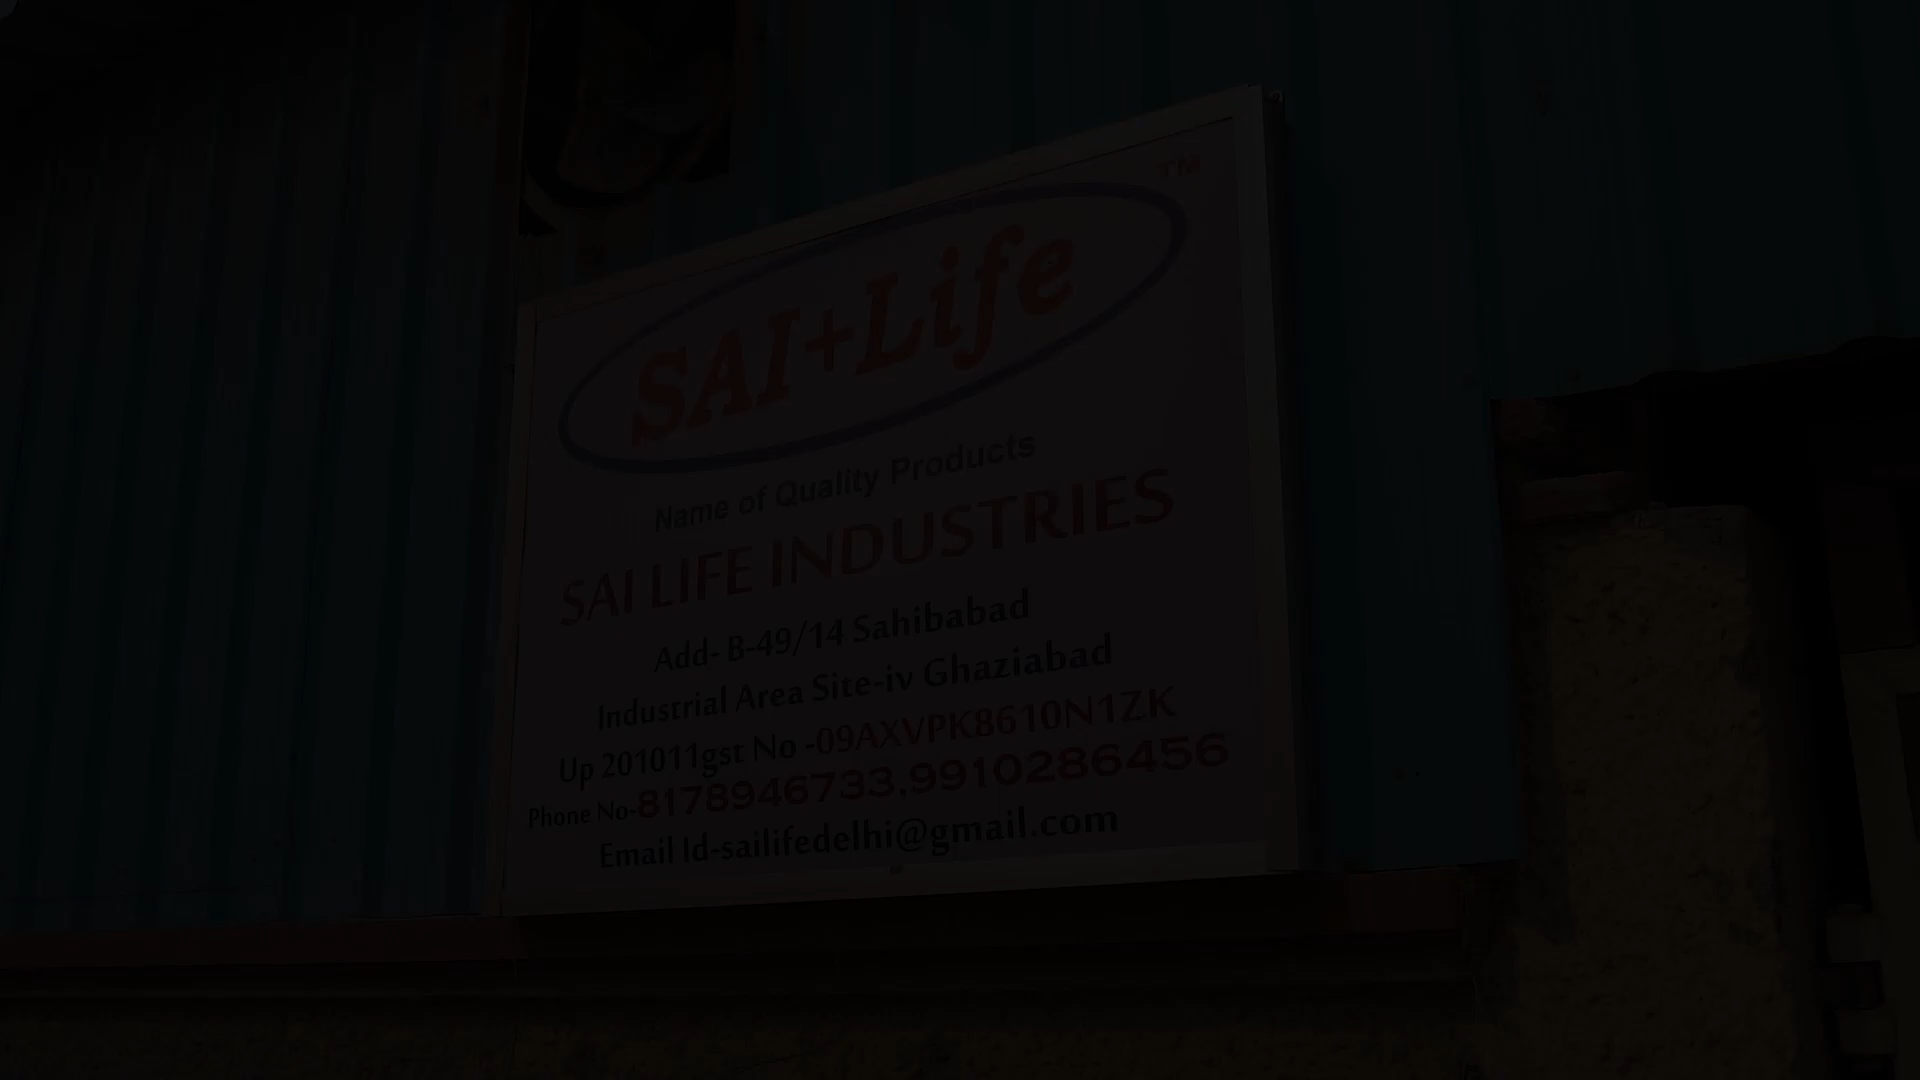 TM
SAI+Life
Name of Quality Products
SAI LIFE INDUSTRIES
Add- B-49/14 Sahibabad
Industrial Area Site-iv Ghaziabad
Up 201011gst No -09AXVPK8610N1ZK
Phone No-8178946733,9910286456
Email Id-sailifedelhi@gmail.com